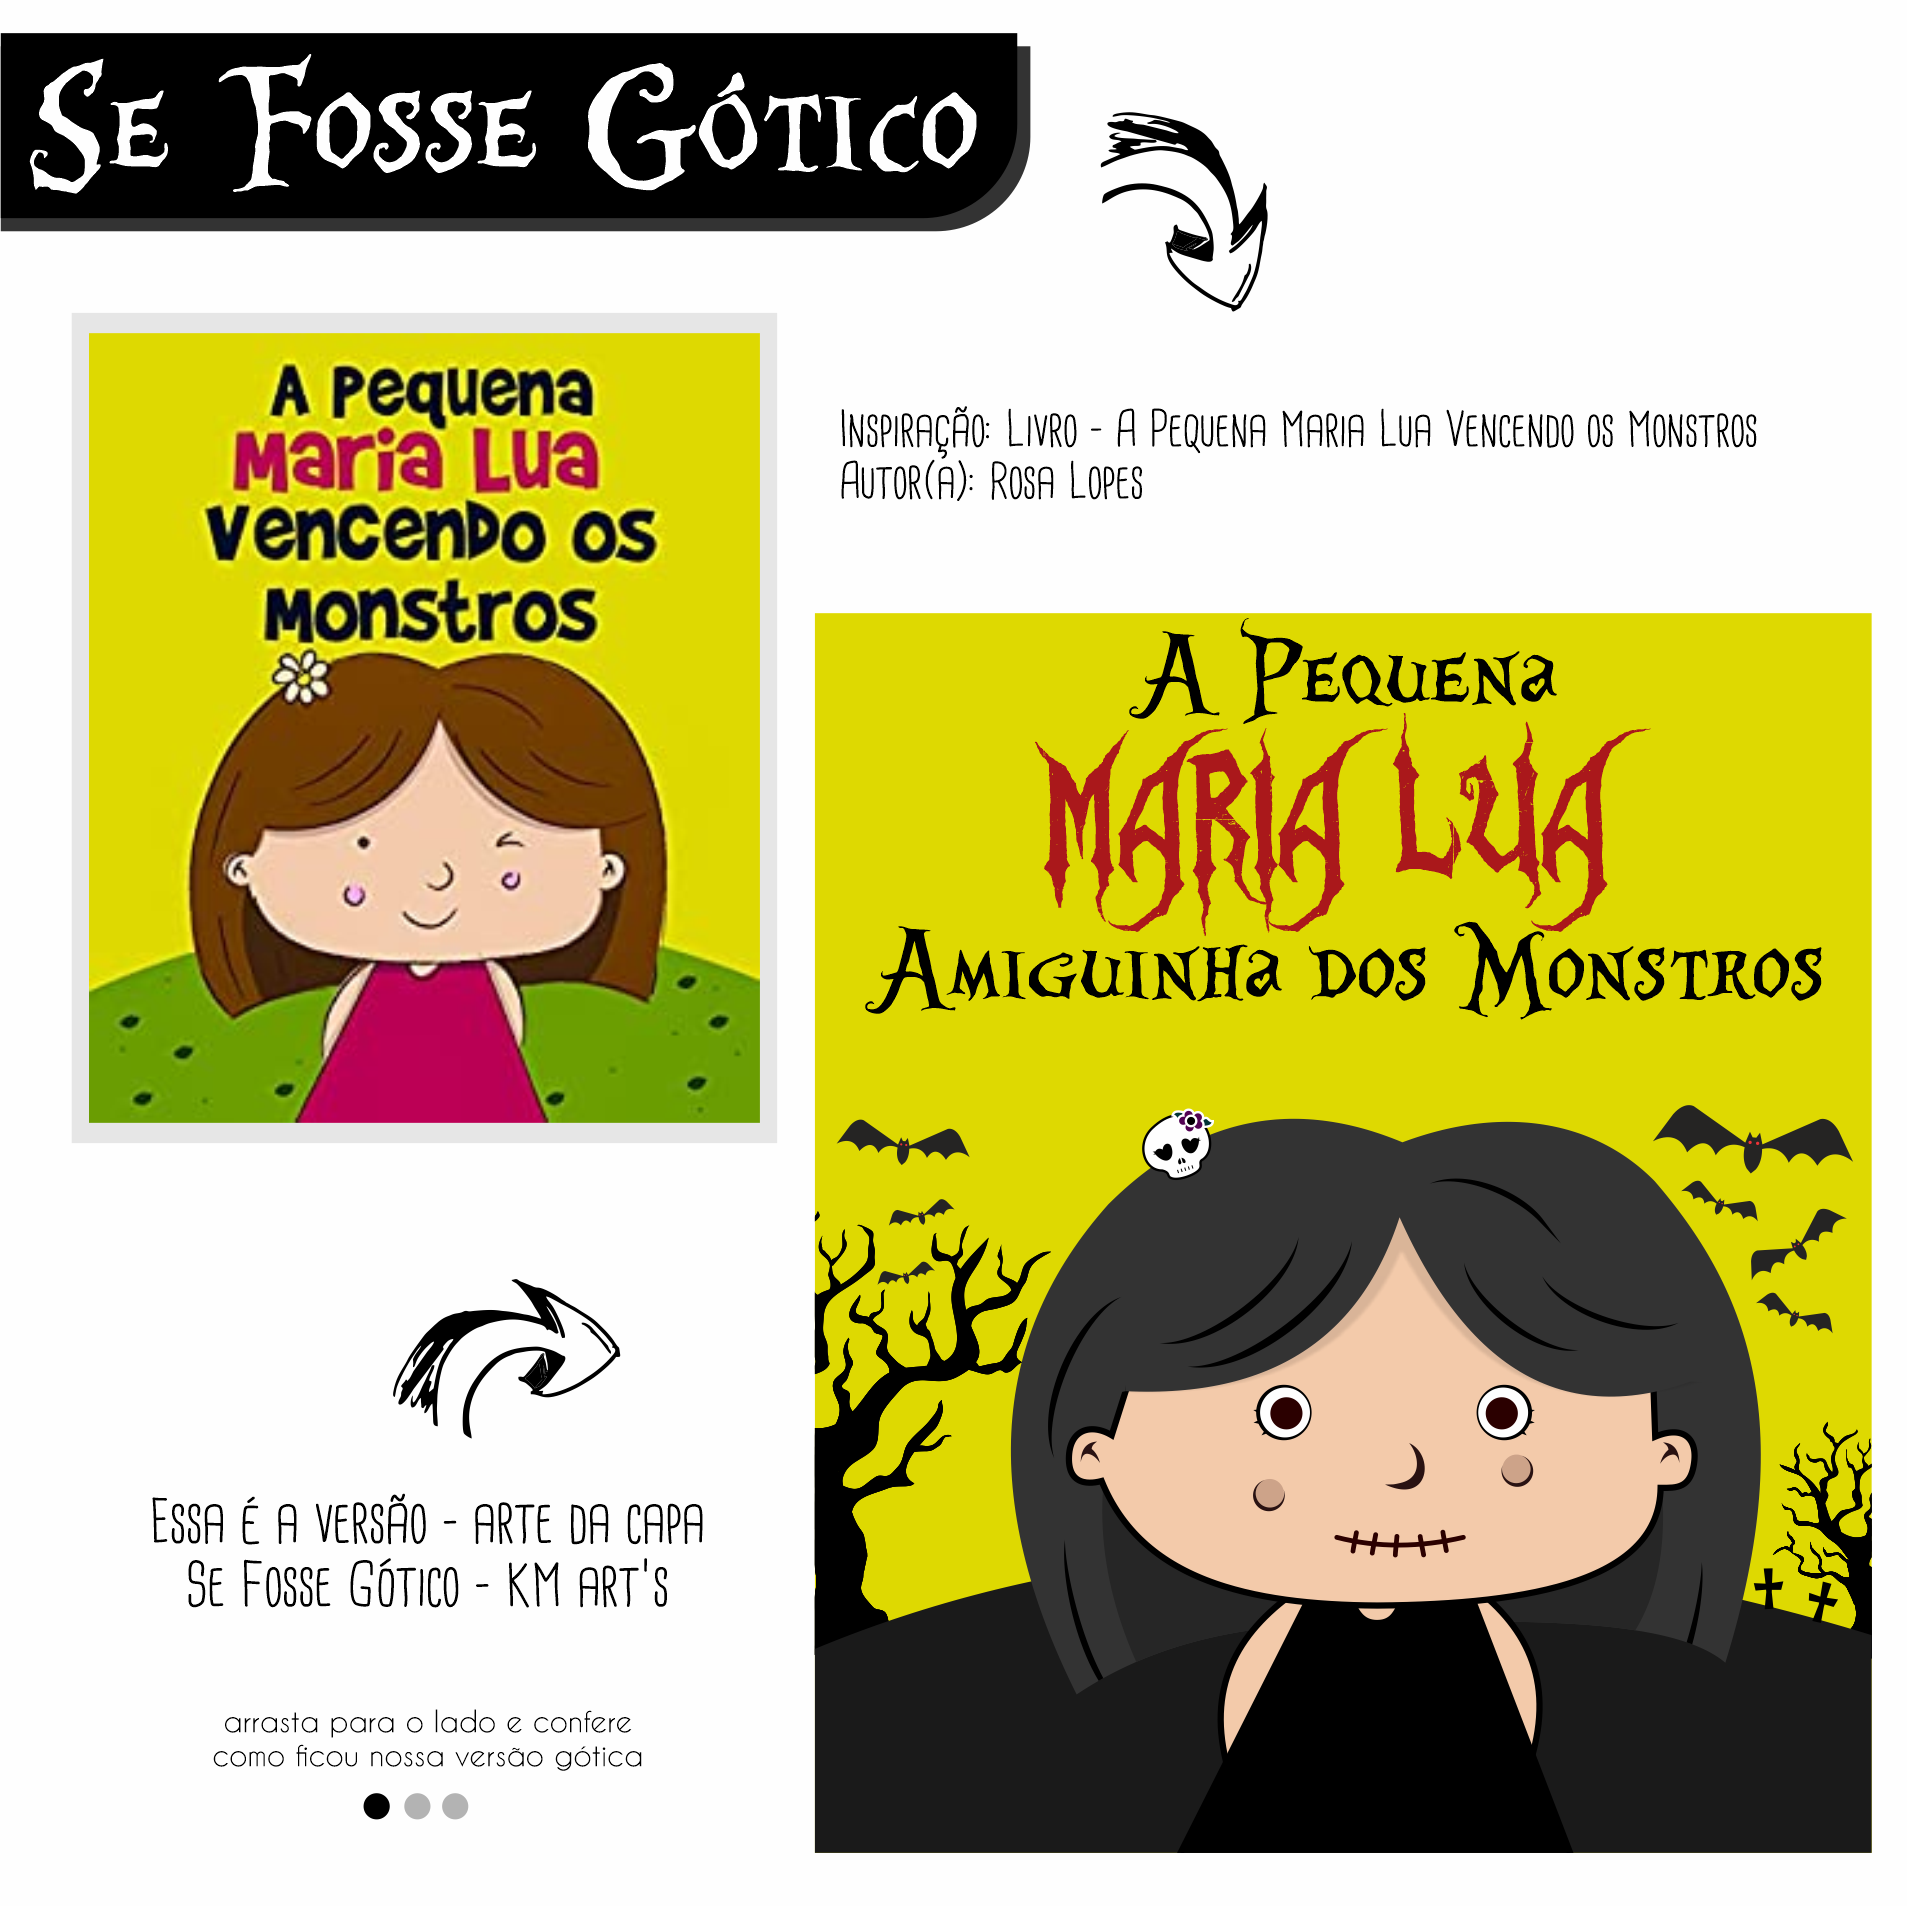 Se Fosse Gótico
A Pequena
Maria Lua
Vencendo os
Monstros
Inspiração: Livro - A Pequena Maria Lua Vencendo os Monstros
Autor(a): Rosa Lopes
A Pequena
Maria Lua
Amiguinha dos Monstros
Essa é a versão - arte da capa
Se Fosse Gótico - KM art's
arrasta para o lado e confere
como ficou nossa versão gótica